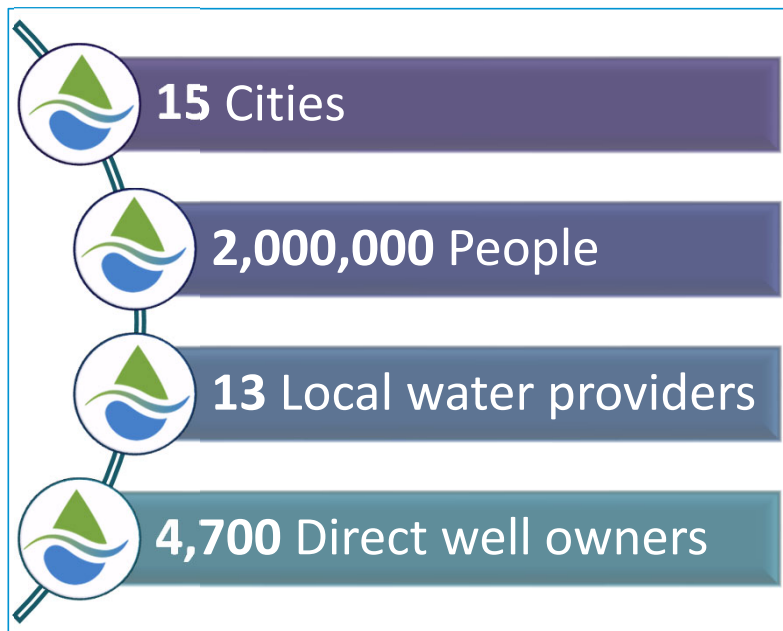 15 Cities
2,000,000 People
13 Local water providers
4,700 Direct well owners